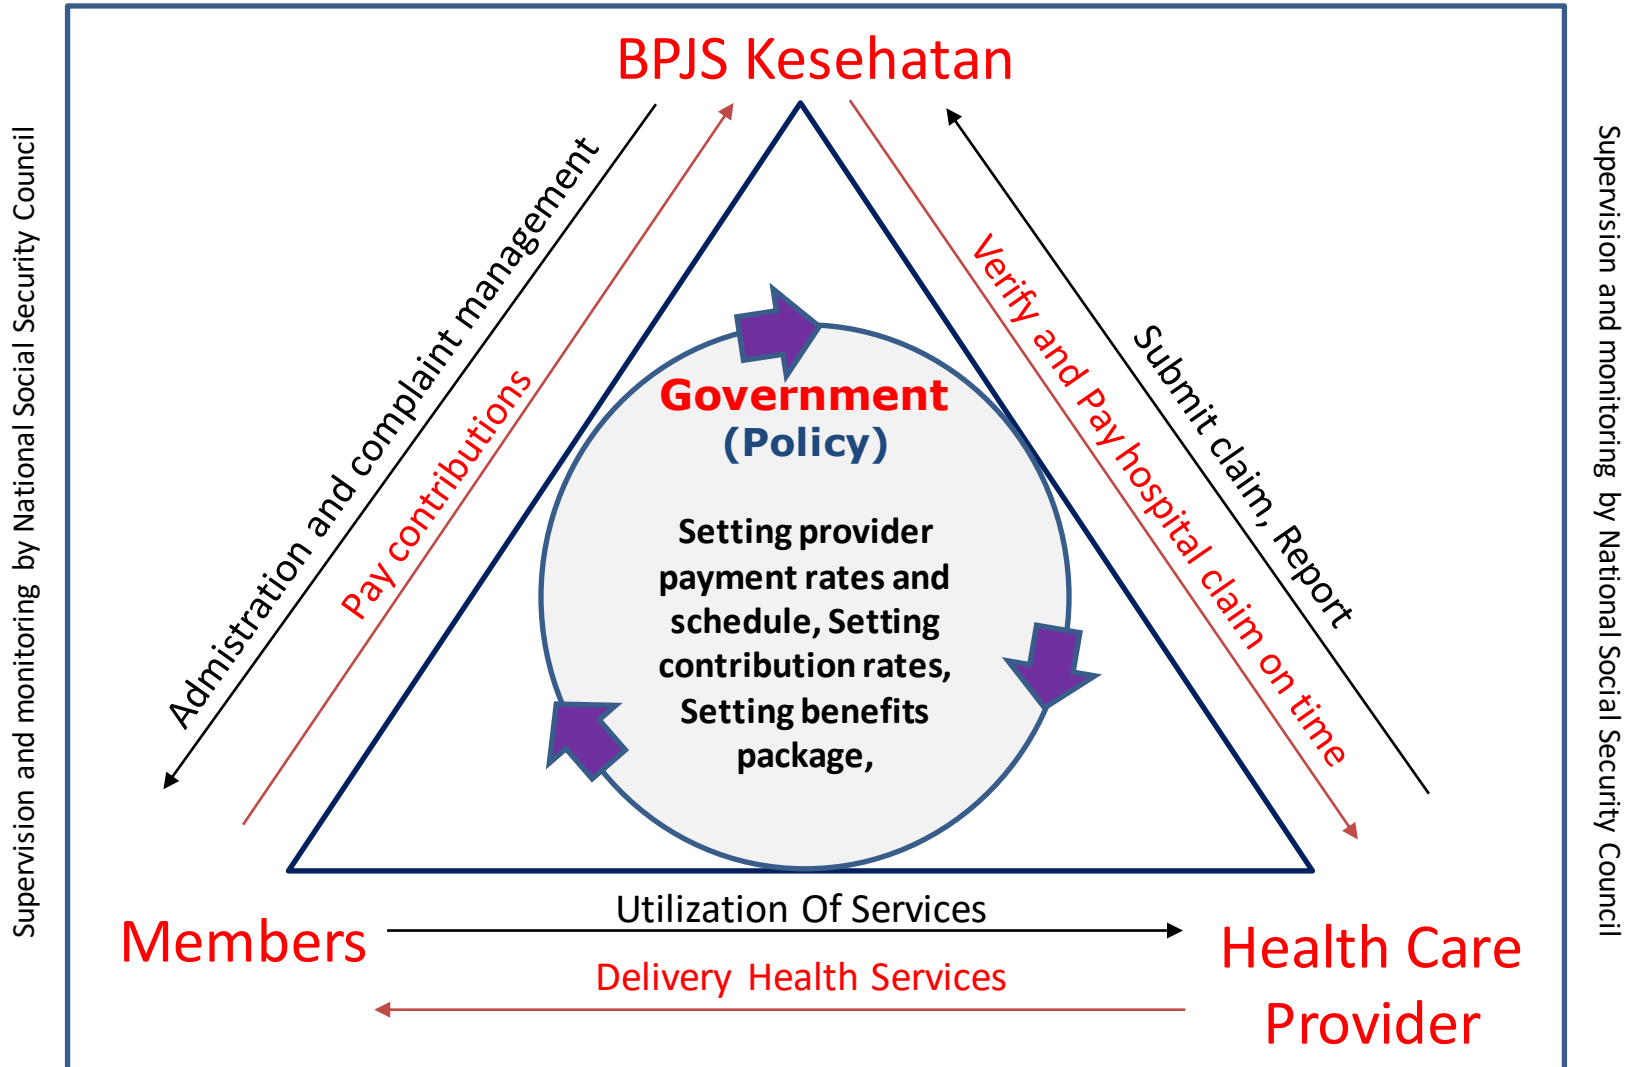 BPJS Kesehatan
Supervision and monitoring by National Social Security Council
Admistration and complaint management
Pay contributions
Government
(Policy)
Setting provider
payment rates and
schedule, Setting
contribution rates,
Setting benefits
package,
Verify and Pay hospital claim on time
Submit claim, Report
Supervision and monitoring by National Social Security Council
Utilization Of Services
Delivery Health Services
Members
Health Care
Provider